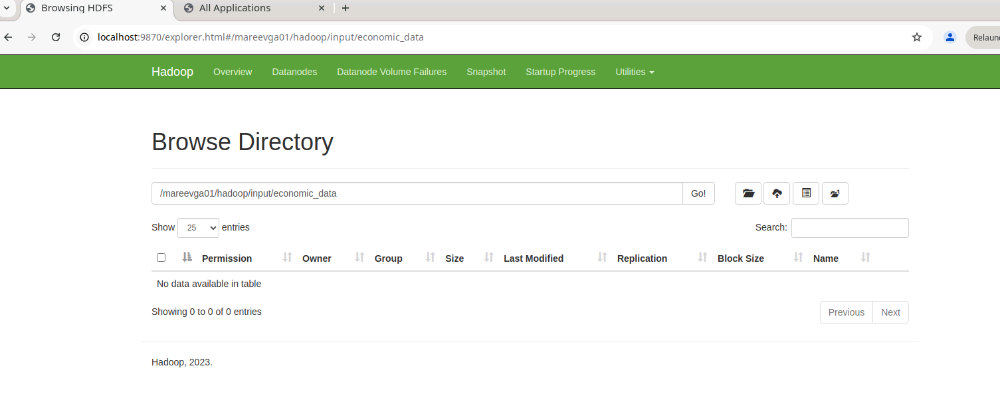 Browsing HDFS
All Applications
localhost:9870/explorer.html#/mareevga01/hadoop/input/economic_data
Hadoop Overview Datanodes Datanode Volume Failures Snapshot Startup Progress Utilities
Browse Directory
/mareevga01/hadoop/input/economic_data Go!
Show 25 entries Search:
Permission Owner Group Size Last Modified Replication Block Size Name
No data available in table
Showing 0 to 0 of 0 entries Previous Next
Hadoop, 2023.